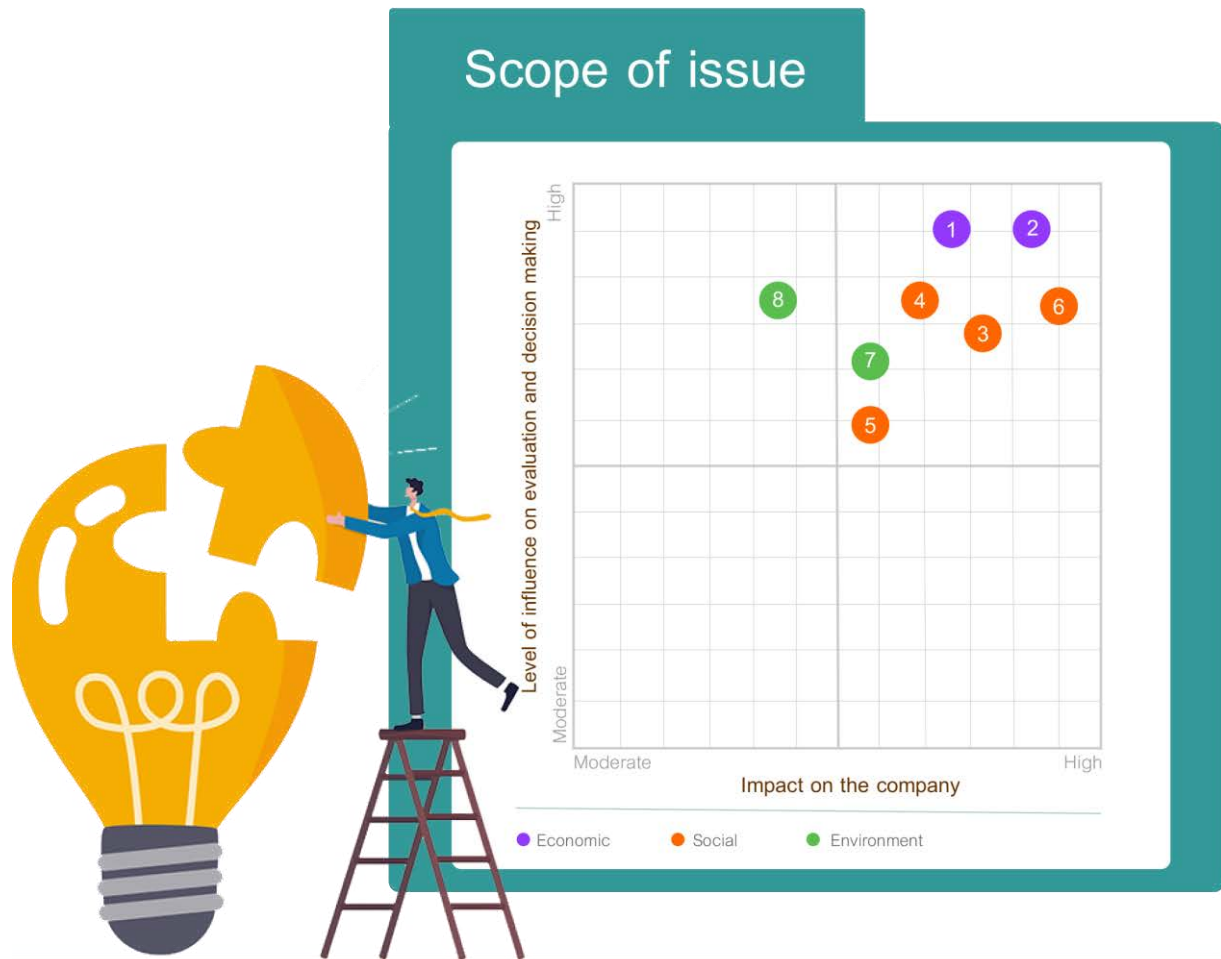 Scope of issue
High
Level of influence on evaluation and decision making
Moderate
1
2
8
4
6
3
7
5
Moderate
High
Impact on the company
Economic
Social
Environment